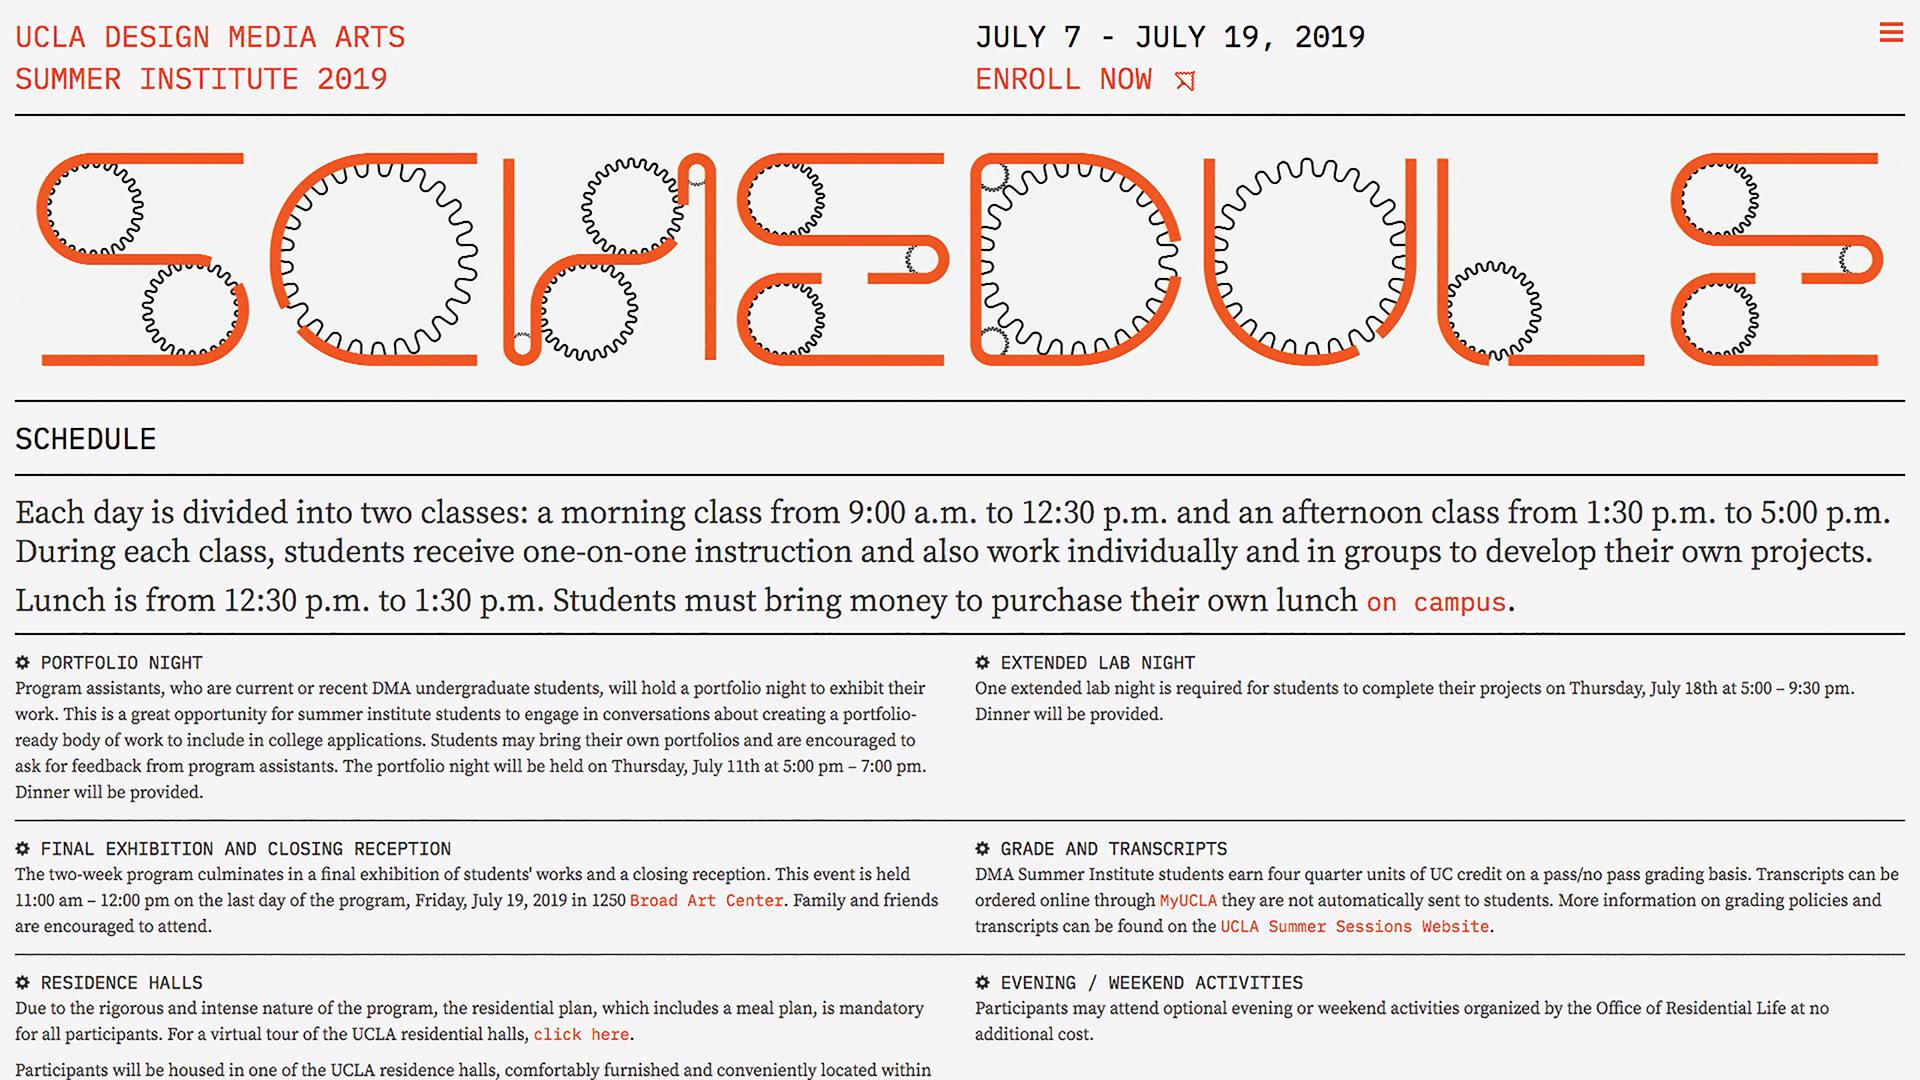 UCLA DESIGN MEDIA ARTS
SUMMER INSTITUTE 2019
JULY 7 - JULY 19, 2019
ENROLL NOW
SCHEDULE
SCHEDULE
Each day is divided into two classes: a morning class from 9:00 a.m. to 12:30 p.m. and an afternoon class from 1:30 p.m. to 5:00 p.m.
During each class, students receive one-on-one instruction and also work individually and in groups to develop their own projects.
Lunch is from 12:30 p.m. to 1:30 p.m. Students must bring money to purchase their own lunch on campus.
PORTFOLIO NIGHT
Program assistants, who are current or recent DMA undergraduate students, will hold a portfolio night to exhibit their
work. This is a great opportunity for summer institute students to engage in conversations about creating a portfolio-
ready body of work to include in college applications. Students may bring their own portfolios and are encouraged to
ask for feedback from program assistants. The portfolio night will be held on Thursday, July 11th at 5:00 pm – 7:00 pm.
Dinner will be provided.
EXTENDED LAB NIGHT
One extended lab night is required for students to complete their projects on Thursday, July 18th at 5:00 – 9:30 pm.
Dinner will be provided.
FINAL EXHIBITION AND CLOSING RECEPTION
The two-week program culminates in a final exhibition of students' works and a closing reception. This event is held
11:00 am – 12:00 pm on the last day of the program, Friday, July 19, 2019 in 1250 Broad Art Center. Family and friends
are encouraged to attend.
GRADE AND TRANSCRIPTS
DMA Summer Institute students earn four quarter units of UC credit on a pass/no pass grading basis. Transcripts can be
ordered online through MyUCLA they are not automatically sent to students. More information on grading policies and
transcripts can be found on the UCLA Summer Sessions Website.
RESIDENCE HALLS
Due to the rigorous and intense nature of the program, the residential plan, which includes a meal plan, is mandatory
for all participants. For a virtual tour of the UCLA residential halls, click here.
Participants will be housed in one of the UCLA residence halls, comfortably furnished and conveniently located within
EVENING / WEEKEND ACTIVITIES
Participants may attend optional evening or weekend activities organized by the Office of Residential Life at no
additional cost.